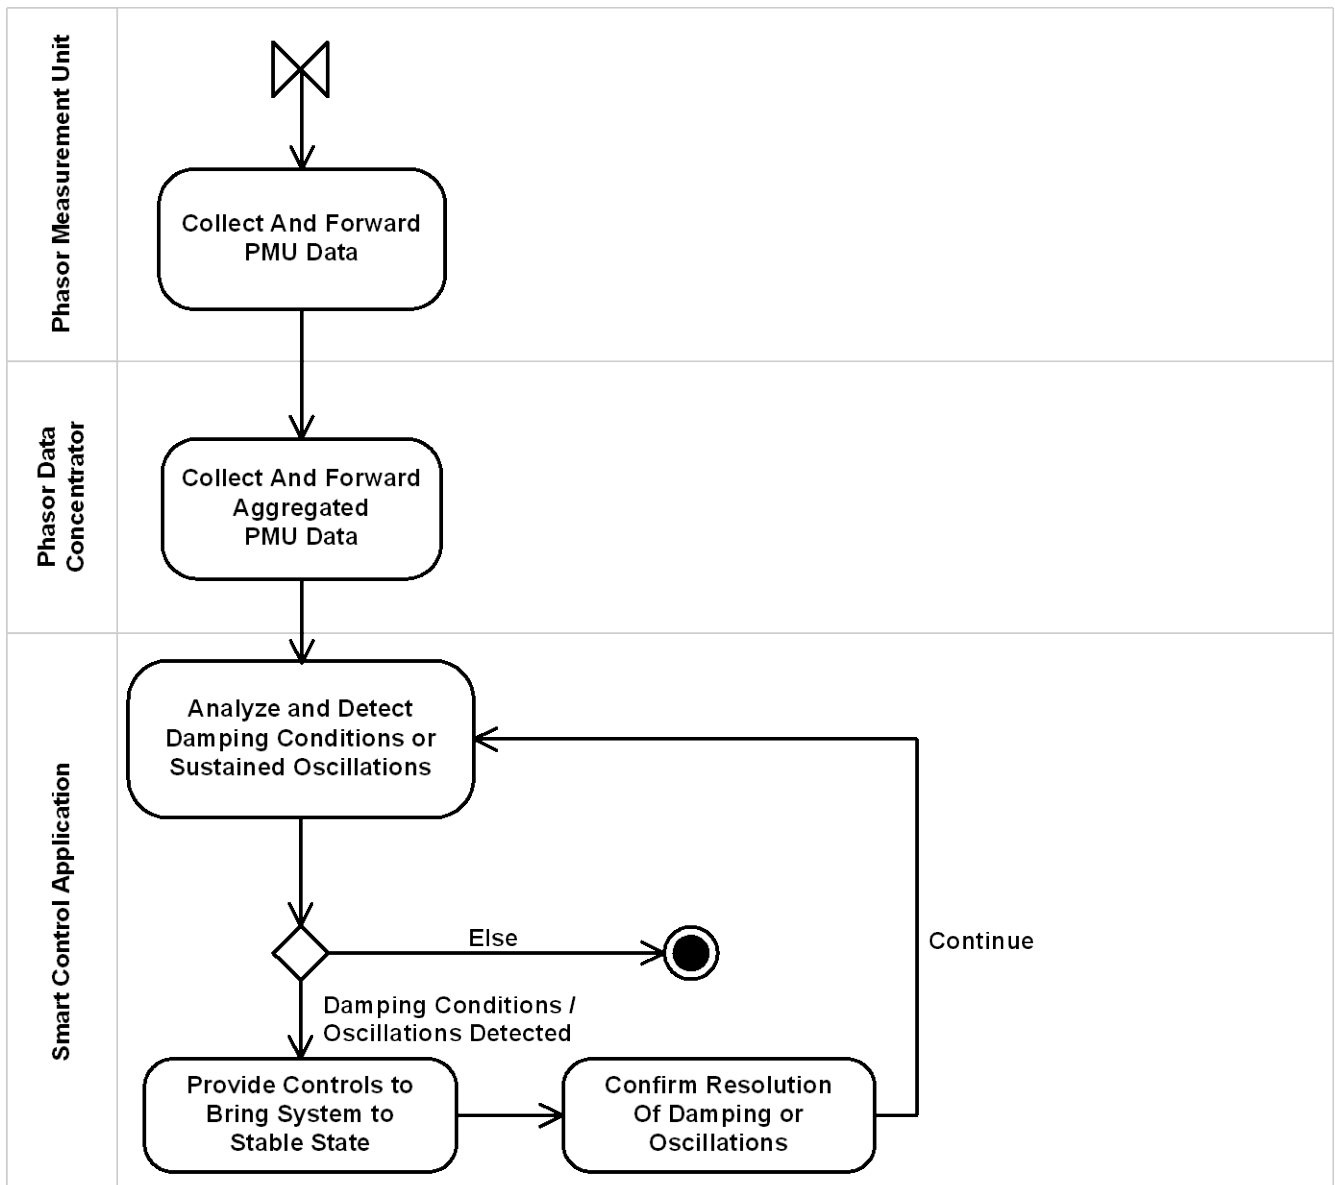 Phasor Measurement Unit
Collect And Forward
PMU Data
Phasor Data
Concentrator
Collect And Forward
Aggregated
PMU Data
Smart Control Application
Analyze and Detect
Damping Conditions or
Sustained Oscillations
Else
Continue
Damping Conditions /
Oscillations Detected
Provide Controls to
Bring System to
Stable State
Confirm Resolution
Of Damping or
Oscillations